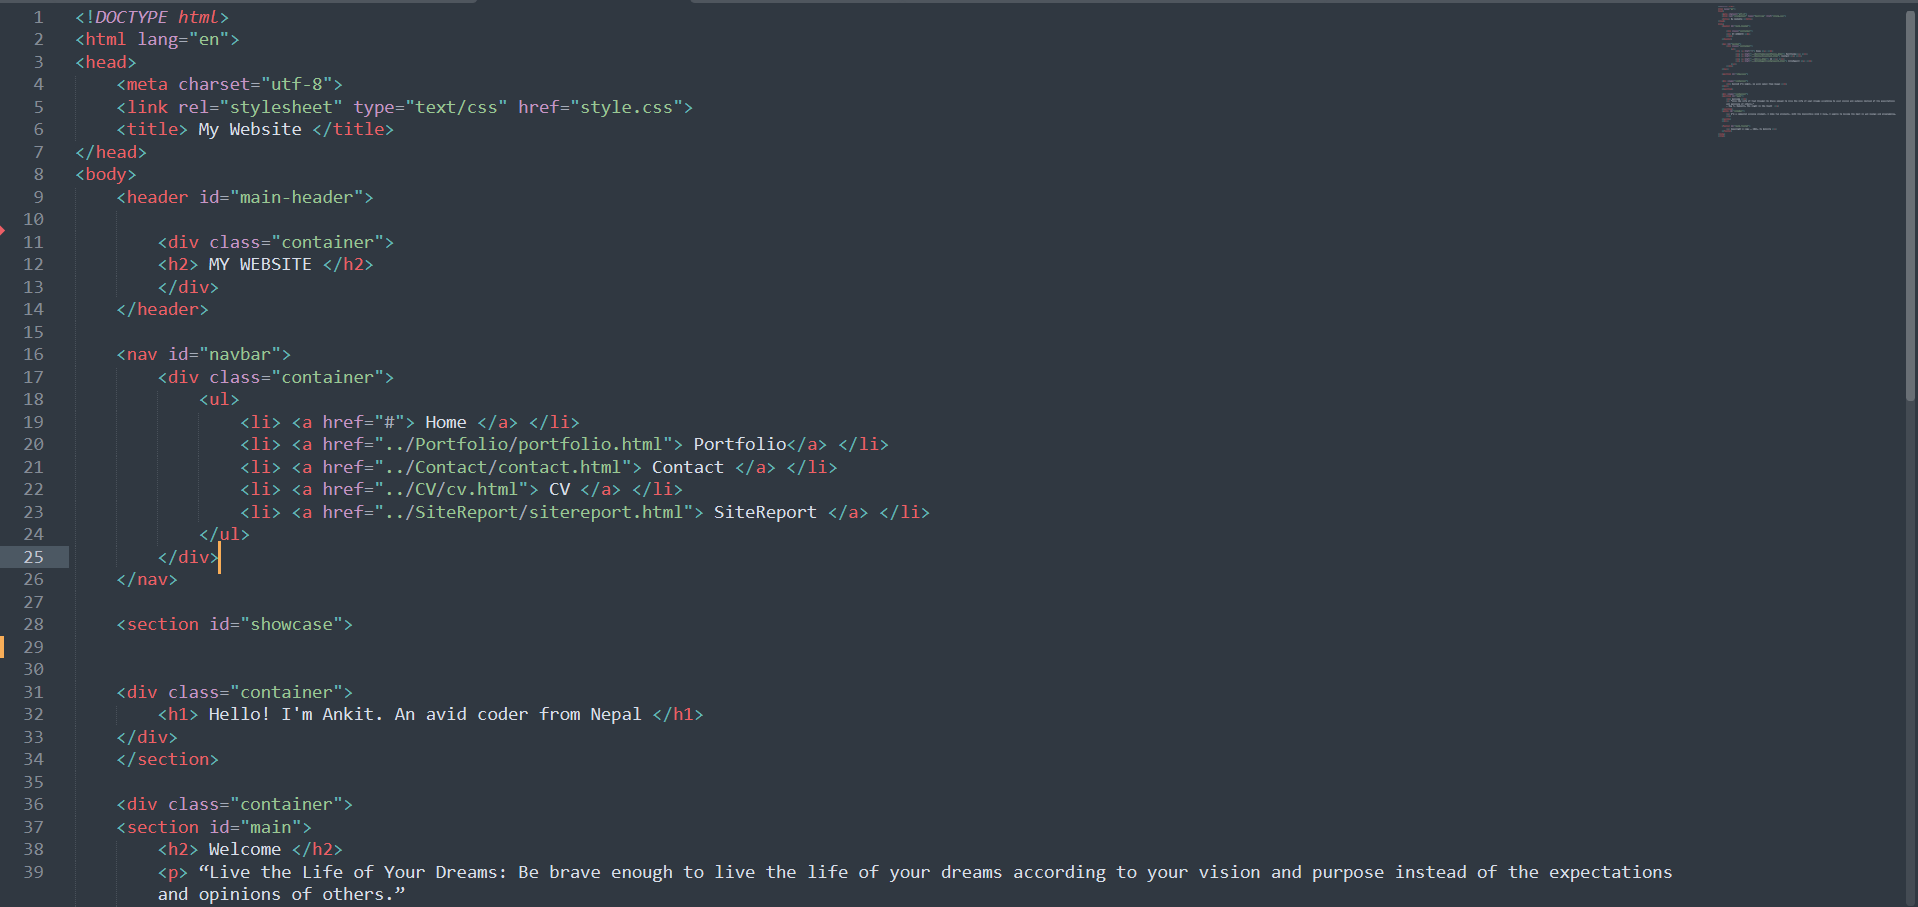 1 <!DOCTYPE html>
2 <html lang="en">
3 <head>
4 <meta charset="utf-8">
5 <link rel="stylesheet" type="text/css" href="style.css">
6 <title> My Website </title>
7 </head>
8 <body>
9 <header id="main-header">
10
11 <div class="container">
12 <h2> MY WEBSITE </h2>
13 </div>
14 </header>
15
16 <nav id="navbar">
17 <div class="container">
18 <ul>
19 <li> <a href="#"> Home </a> </li>
20 <li> <a href="../Portfolio/portfolio.html"> Portfolio</a> </li>
21 <li> <a href="../Contact/contact.html"> Contact </a> </li>
22 <li> <a href="../CV/cv.html"> CV </a> </li>
23 <li> <a href="../SiteReport/sitereport.html"> SiteReport </a> </li>
24 </ul>
25 </div>
26 </nav>
27
28 <section id="showcase">
29
30
31 <div class="container">
32 <h1> Hello! I'm Ankit. An avid coder from Nepal </h1>
33 </div>
34 </section>
35
36 <div class="container">
37 <section id="main">
38 <h2> Welcome </h2>
39 <p> “Live the Life of Your Dreams: Be brave enough to live the life of your dreams according to your vision and purpose instead of the expectations
and opinions of others.”